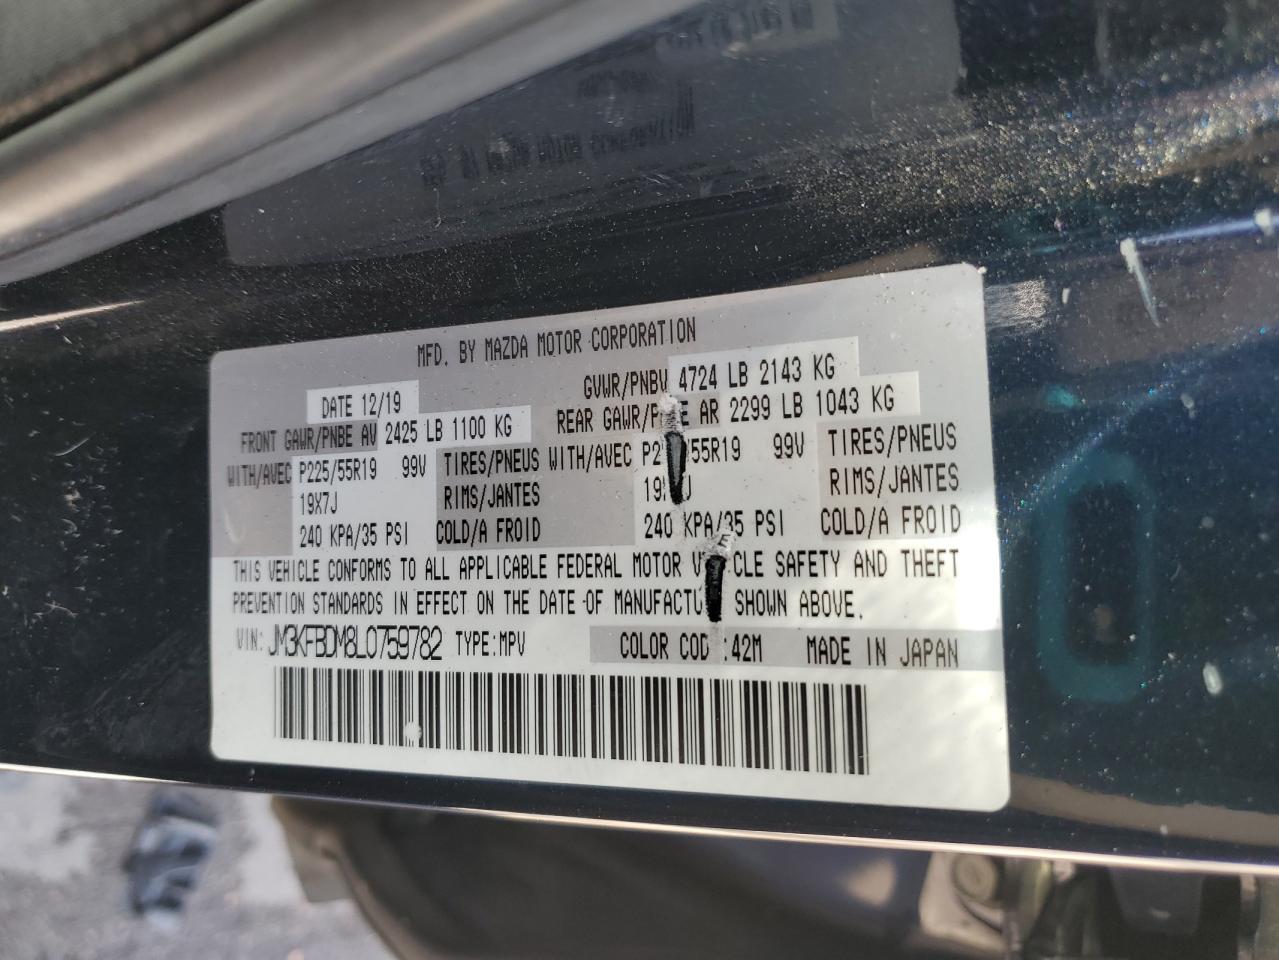 MFD. BY MAZDA MOTOR CORPORATION
DATE 12/19 GVWR/PNBV 4724 LB 2143 KG
FRONT GAWR/PNBE AV 2425 LB 1100 KG REAR GAWR/P E AR 2299 LB 1043 KG
WITH/AVEC P225/55R19 99V TIRES/PNEUS WITH/AVEC P2 /55R19 99V TIRES/PNEUS
19X7J RIMS/JANTES 19 J RIMS/JANTES
240 KPA/35 PSI COLD/A FROID 240 KPA/35 PSI COLD/A FROID
THIS VEHICLE CONFORMS TO ALL APPLICABLE FEDERAL MOTOR V CLE SAFETY AND THEFT
PREVENTION STANDARDS IN EFFECT ON THE DATE OF MANUFACTU SHOWN ABOVE.
VIN: JM3KFBDM8L0759782 TYPE:MPV COLOR COD :42M MADE IN JAPAN